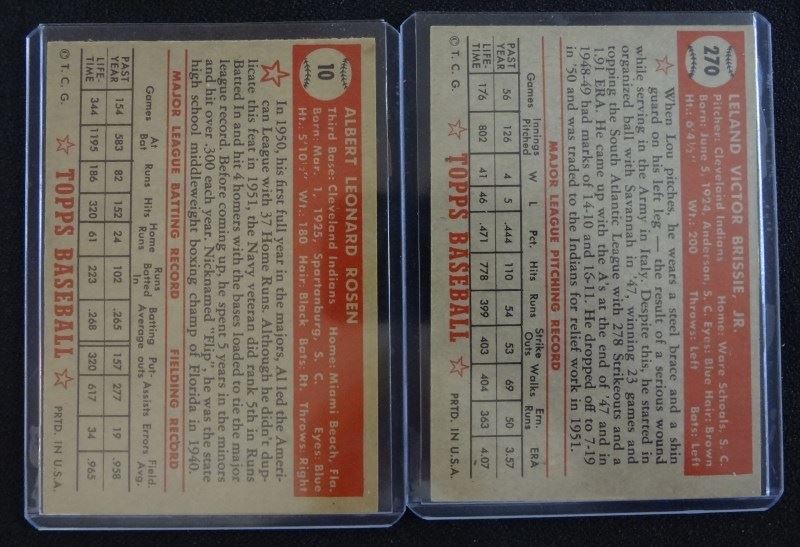 270
LELAND VICTOR BRISSIE, JR.
Pitcher: Cleveland Indians Home: Ware Schoals, S. C.
Born: June 5, 1924, Anderson, S. C. Eyes: Blue Hair: Brown
Ht.: 6'4½" Wt.: 200 Throws: Left Bats: Left
When Lou pitches, he wears a steel brace and a shin
guard on his left leg — the result of a serious wound
while serving in the Army in Italy. Despite this, he started in
organized ball with Savannah in '47, winning 23 games and
topping the South Atlantic League with 278 Strikeouts and a
1.91 ERA. He came up with the A's at the end of '47 and in
1948-49 had marks of 14-10 and 16-11. He dropped off to 7-19
in '50 and was traded to the Indians for relief work in 1951.
MAJOR LEAGUE PITCHING RECORD
Games Innings Pitched W L Pct. Hits Runs Strike Outs Walks Ern. Runs ERA
PAST YEAR 56 126 4 5 .444 110 54 53 69 50 3.57
LIFE-TIME 176 802 41 46 .471 778 399 403 404 363 4.07
© T. C. G. TOPPS BASEBALL PRTD. IN U.S.A.
10
ALBERT LEONARD ROSEN
Third Base: Cleveland Indians Home: Miami Beach, Fla.
Born: Mar. 1, 1925, Spartanburg, S. C. Eyes: Blue
Ht.: 5'10½" Wt.: 180 Hair: Black Bats: Rt. Throws: Right
In 1950, his first full year in the majors, Al led the Ameri-
can League with 37 Home Runs. Although he didn't dup-
licate this feat in 1951, the Navy veteran did rank 5th in Runs
Batted In and hit 4 homers with the bases loaded to tie the major
league record. Before coming up, he spent 5 years in the minors
and hit over .300 each year. Nicknamed "Flip", he was the state
high school middleweight boxing champ of Florida in 1940.
MAJOR LEAGUE BATTING RECORD FIELDING RECORD
Games At Bat Runs Hits Home Runs Runs Batted In Batting Average Put-outs Assists Errors Field. Avg.
PAST YEAR 154 583 82 152 24 102 .265 157 277 19 .958
LIFE-TIME 344 1195 186 320 61 223 .268 320 617 34 .965
© T. C. G. TOPPS BASEBALL PRTD. IN U.S.A.